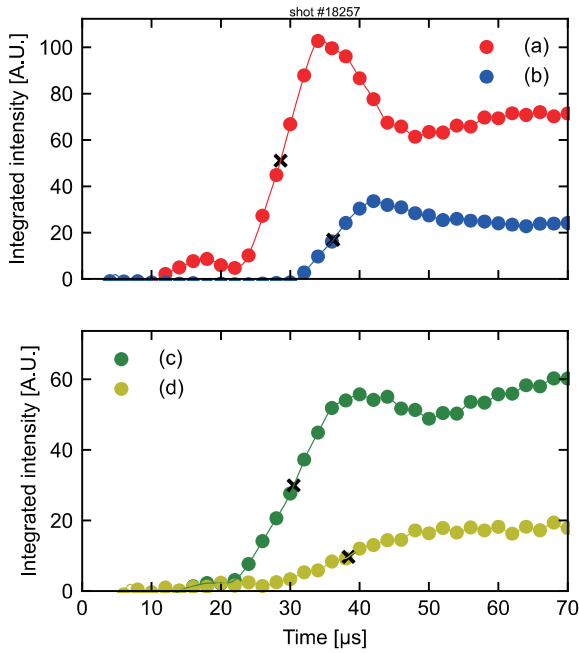 shot #18257
Integrated intensity [A.U.]
100
80
60
40
20
0
(a)
(b)
Integrated intensity [A.U.]
60
40
20
0
(c)
(d)
0 10 20 30 40 50 60 70
Time [μs]